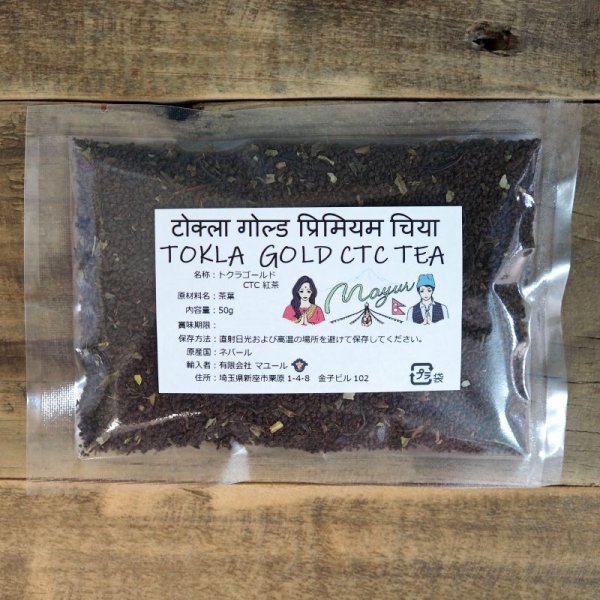 टोक्ला गोल्ड प्रिमियम चिया
TOKLA GOLD CTC TEA
名称：トクラゴールド
CTC 紅茶
Mayur
原材料名：茶葉
内容量：50g
賞味期限：
保存方法：直射日光および高温の場所を避けて保存してください。
原産国：ネパール
輸入者：有限会社 マユール
住所：埼玉県新座市栗原 1-4-8 金子ビル 102
プラ 袋